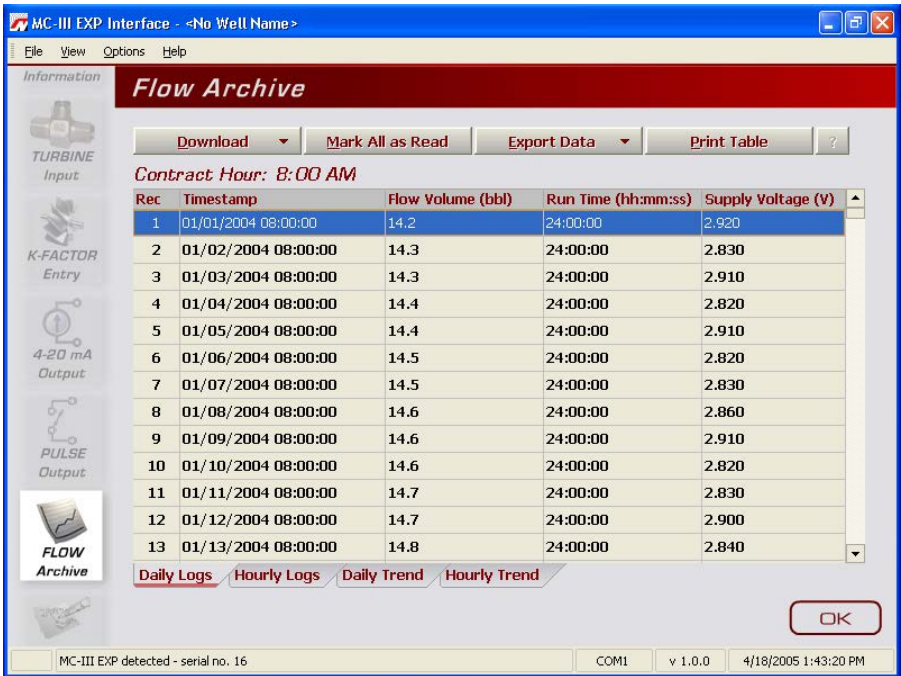 MC-III EXP Interface - <No Well Name>
File View Options Help
Information
Flow Archive
Download Mark All as Read Export Data Print Table ?
Contract Hour: 8:00 AM
Rec Timestamp Flow Volume (bbl) Run Time (hh:mm:ss) Supply Voltage (V)
1 01/01/2004 08:00:00 14.2 24:00:00 2.920
2 01/02/2004 08:00:00 14.3 24:00:00 2.830
3 01/03/2004 08:00:00 14.3 24:00:00 2.910
4 01/04/2004 08:00:00 14.4 24:00:00 2.820
5 01/05/2004 08:00:00 14.4 24:00:00 2.910
6 01/06/2004 08:00:00 14.5 24:00:00 2.820
7 01/07/2004 08:00:00 14.5 24:00:00 2.830
8 01/08/2004 08:00:00 14.6 24:00:00 2.860
9 01/09/2004 08:00:00 14.6 24:00:00 2.910
10 01/10/2004 08:00:00 14.6 24:00:00 2.820
11 01/11/2004 08:00:00 14.7 24:00:00 2.830
12 01/12/2004 08:00:00 14.7 24:00:00 2.900
13 01/13/2004 08:00:00 14.8 24:00:00 2.840
Daily Logs Hourly Logs Daily Trend Hourly Trend
TURBINE
Input
K-FACTOR
Entry
4-20 mA
Output
PULSE
Output
FLOW
Archive
OK
MC-III EXP detected - serial no. 16 COM1 v 1.0.0 4/18/2005 1:43:20 PM